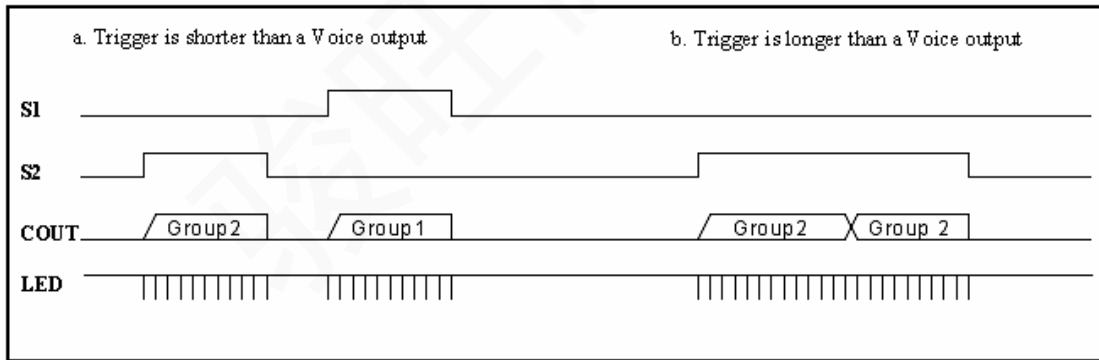 a. Trigger is shorter than a Voice output
b. Trigger is longer than a Voice output
S1
S2
COUT
Group2
Group1
Group2
Group 2
LED